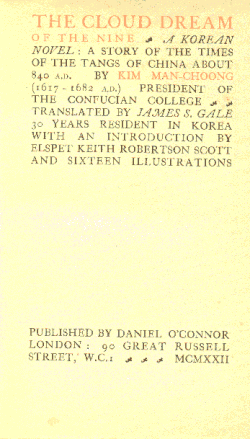 THE CLOUD DREAM
OF THE NINE A KOREAN
NOVEL: A STORY OF THE TIMES
OF THE TANGS OF CHINA ABOUT
840 A.D. BY KIM MAN-CHOONG
(1617-1682 A.D.) PRESIDENT OF
THE CONFUCIAN COLLEGE
TRANSLATED BY JAMES S. GALE
30 YEARS RESIDENT IN KOREA
WITH AN INTRODUCTION BY
ELSPET KEITH ROBERTSON SCOTT
AND SIXTEEN ILLUSTRATIONS
PUBLISHED BY DANIEL O'CONNOR
LONDON: 90 GREAT RUSSELL
STREET, W.C.1 MCMXXII